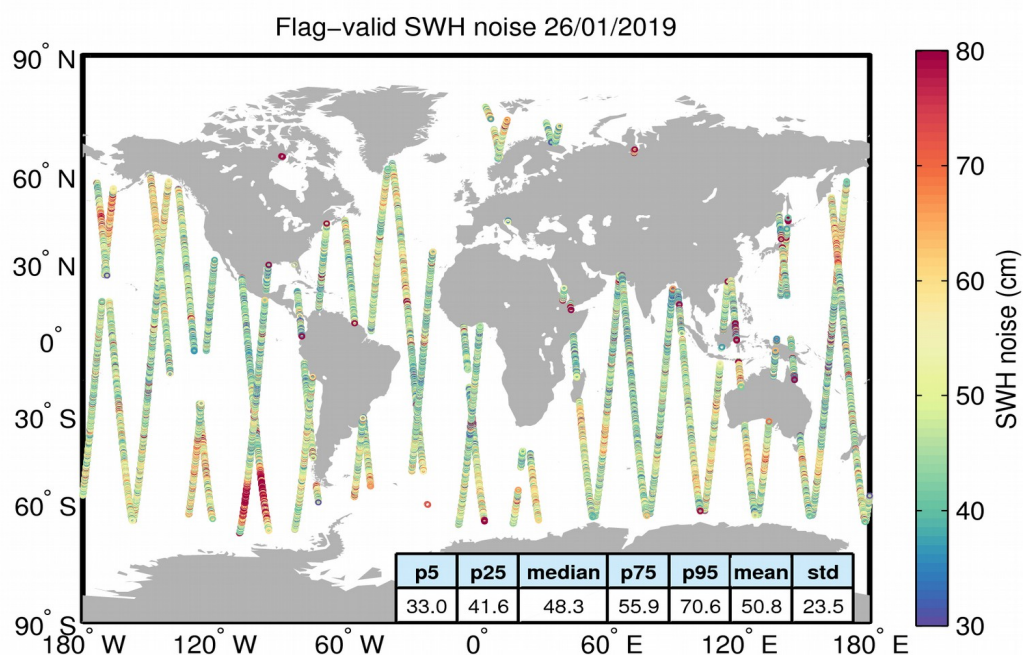 Flag−valid SWH noise 26/01/2019
90° N
60° N
30° N
0°
30° S
60° S
90° S
180° W
120° W
60° W
0°
60° E
120° E
180° E
p5 p25 median p75 p95 mean std
33.0 41.6 48.3 55.9 70.6 50.8 23.5
80
70
60
50
40
30
SWH noise (cm)